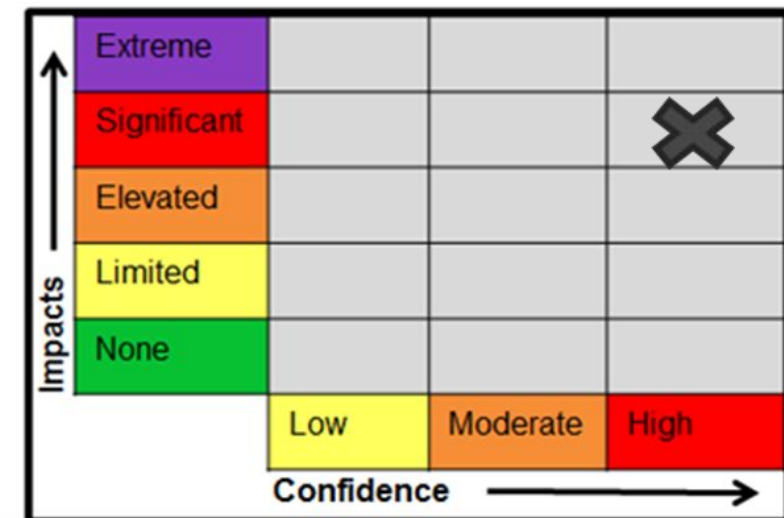 Extreme
Significant
Elevated
Limited
None
Impacts
Low Moderate High
Confidence